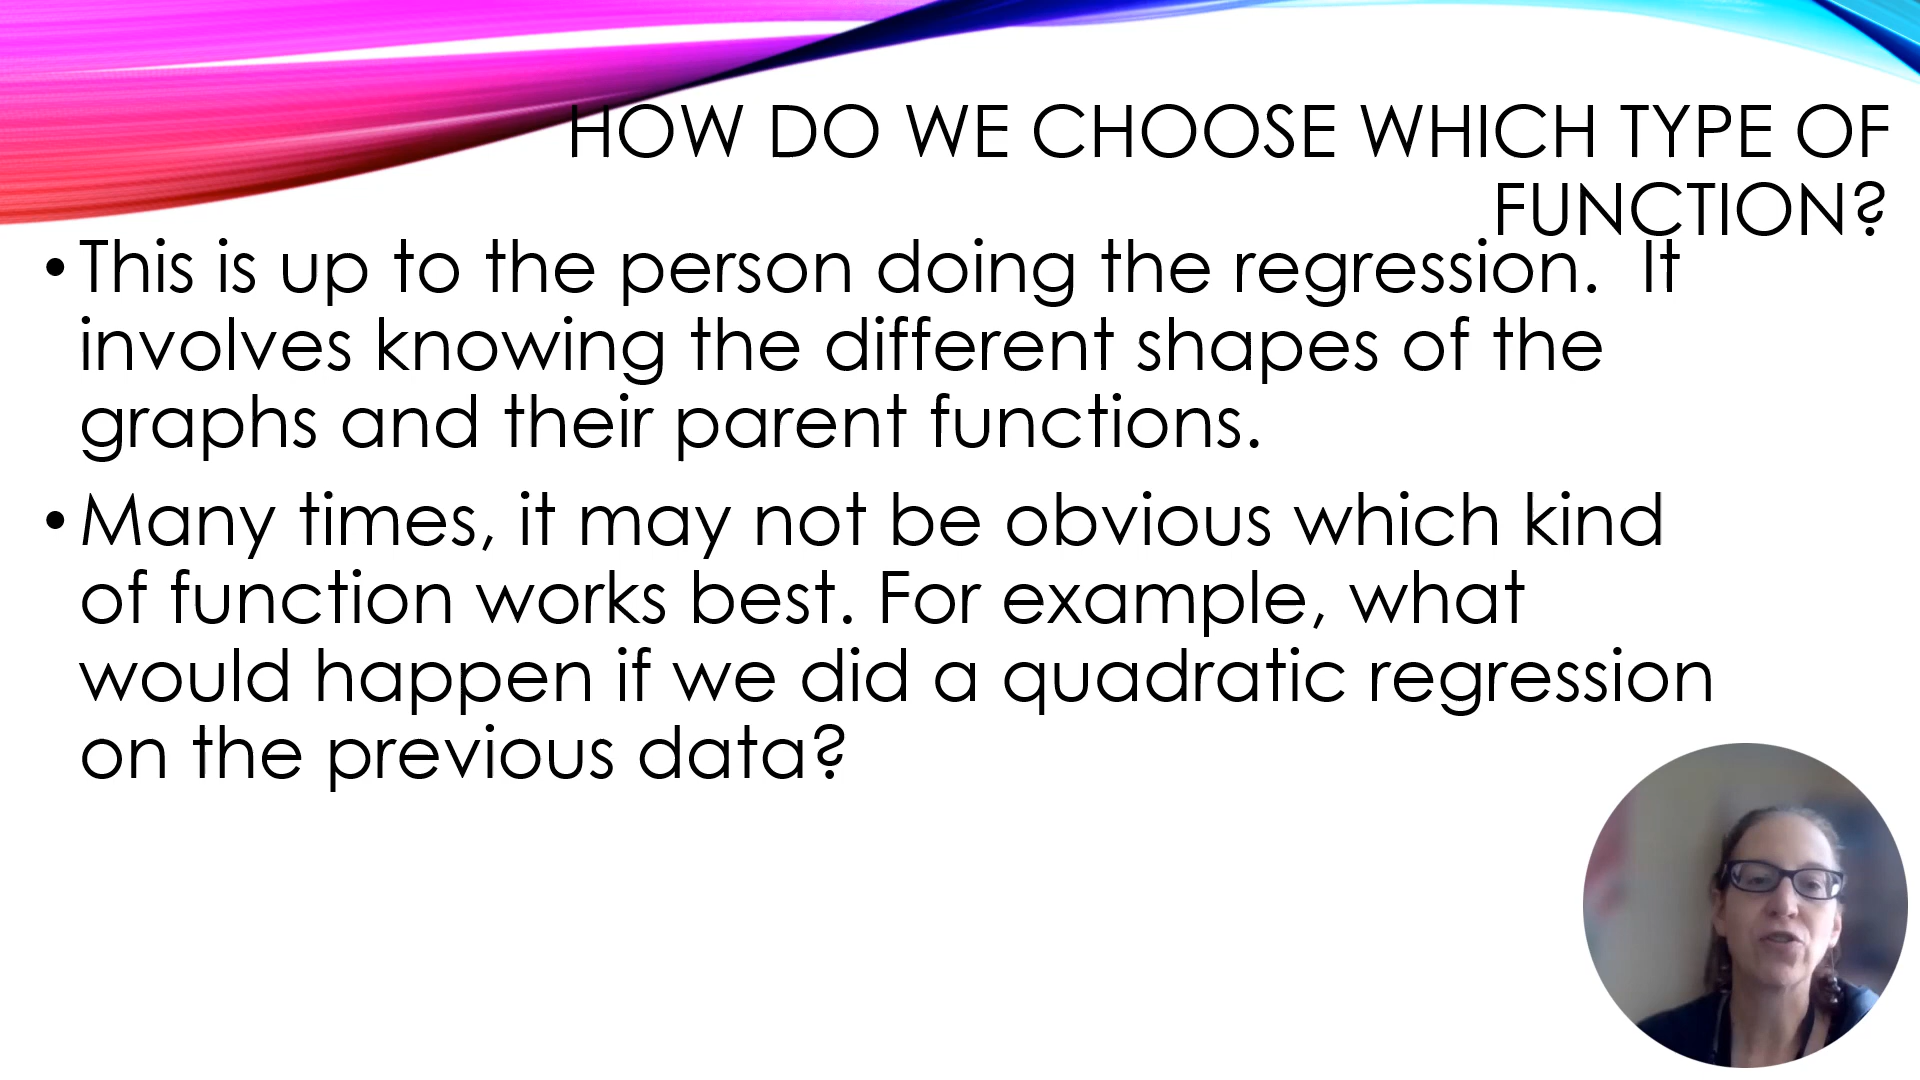 HOW DO WE CHOOSE WHICH TYPE OF
FUNCTION?
• This is up to the person doing the regression.  It
involves knowing the different shapes of the
graphs and their parent functions.
• Many times, it may not be obvious which kind
of function works best. For example, what
would happen if we did a quadratic regression
on the previous data?